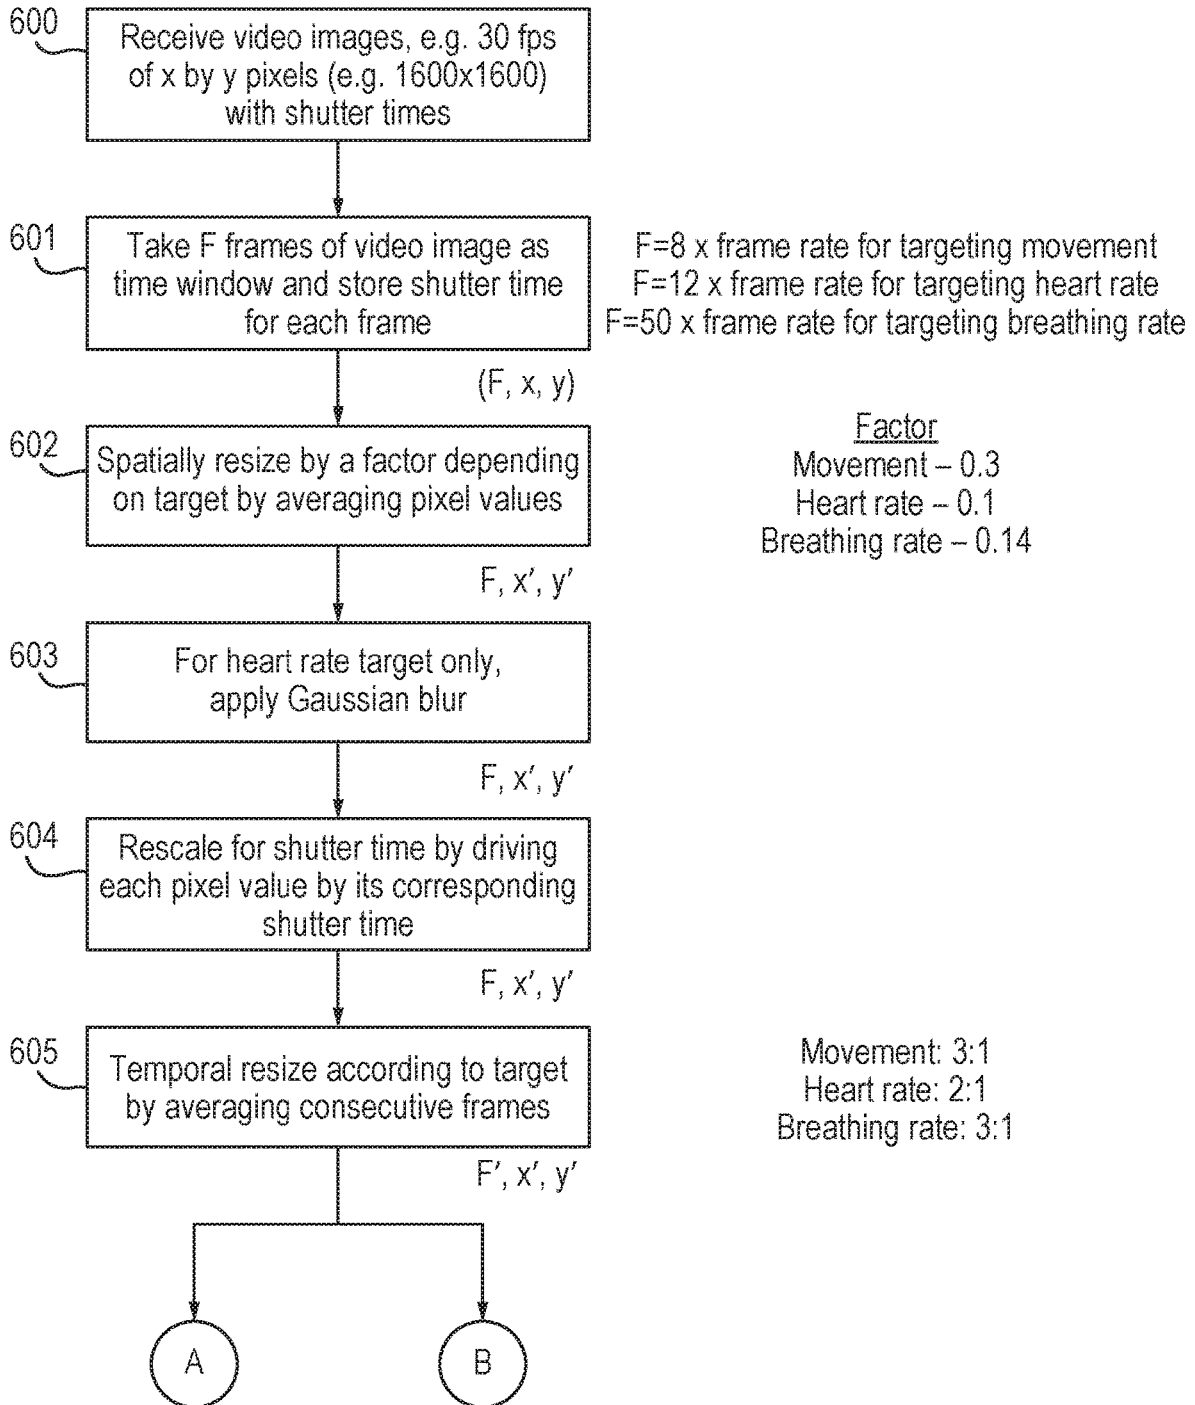 600
Receive video images, e.g. 30 fps
of x by y pixels (e.g. 1600x1600)
with shutter times
601
Take F frames of video image as
time window and store shutter time
for each frame
F=8 x frame rate for targeting movement
F=12 x frame rate for targeting heart rate
F=50 x frame rate for targeting breathing rate
(F, x, y)
602
Spatially resize by a factor depending
on target by averaging pixel values
Factor
Movement – 0.3
Heart rate – 0.1
Breathing rate – 0.14
F, x′, y′
603
For heart rate target only,
apply Gaussian blur
F, x′, y′
604
Rescale for shutter time by driving
each pixel value by its corresponding
shutter time
F, x′, y′
605
Temporal resize according to target
by averaging consecutive frames
Movement: 3:1
Heart rate: 2:1
Breathing rate: 3:1
F′, x′, y′
A
B